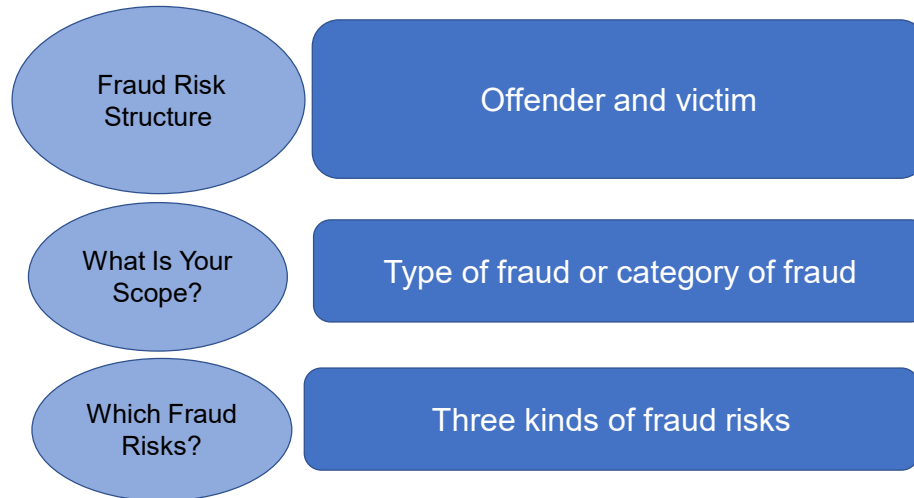 Fraud Risk
Structure
Offender and victim
What Is Your
Scope?
Type of fraud or category of fraud
Which Fraud
Risks?
Three kinds of fraud risks